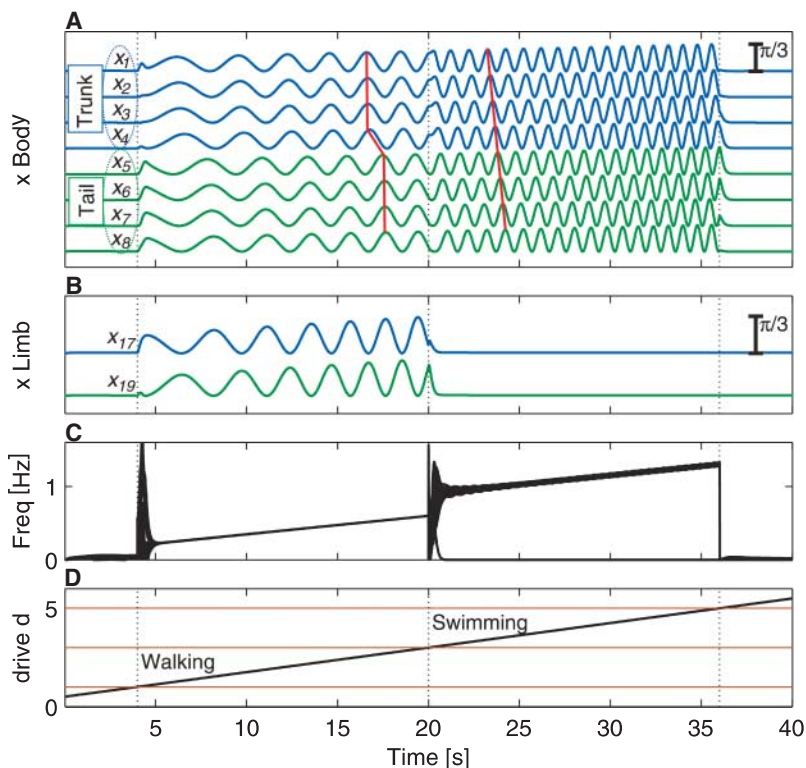 A
x Body
Trunk
Tail
x1
x2
x3
x4
x5
x6
x7
x8
π/3
B
x Limb
x17
x19
π/3
C
Freq [Hz]
1
0
D
drive d
5
0
Walking
Swimming
5 10 15 20 25 30 35 40
Time [s]